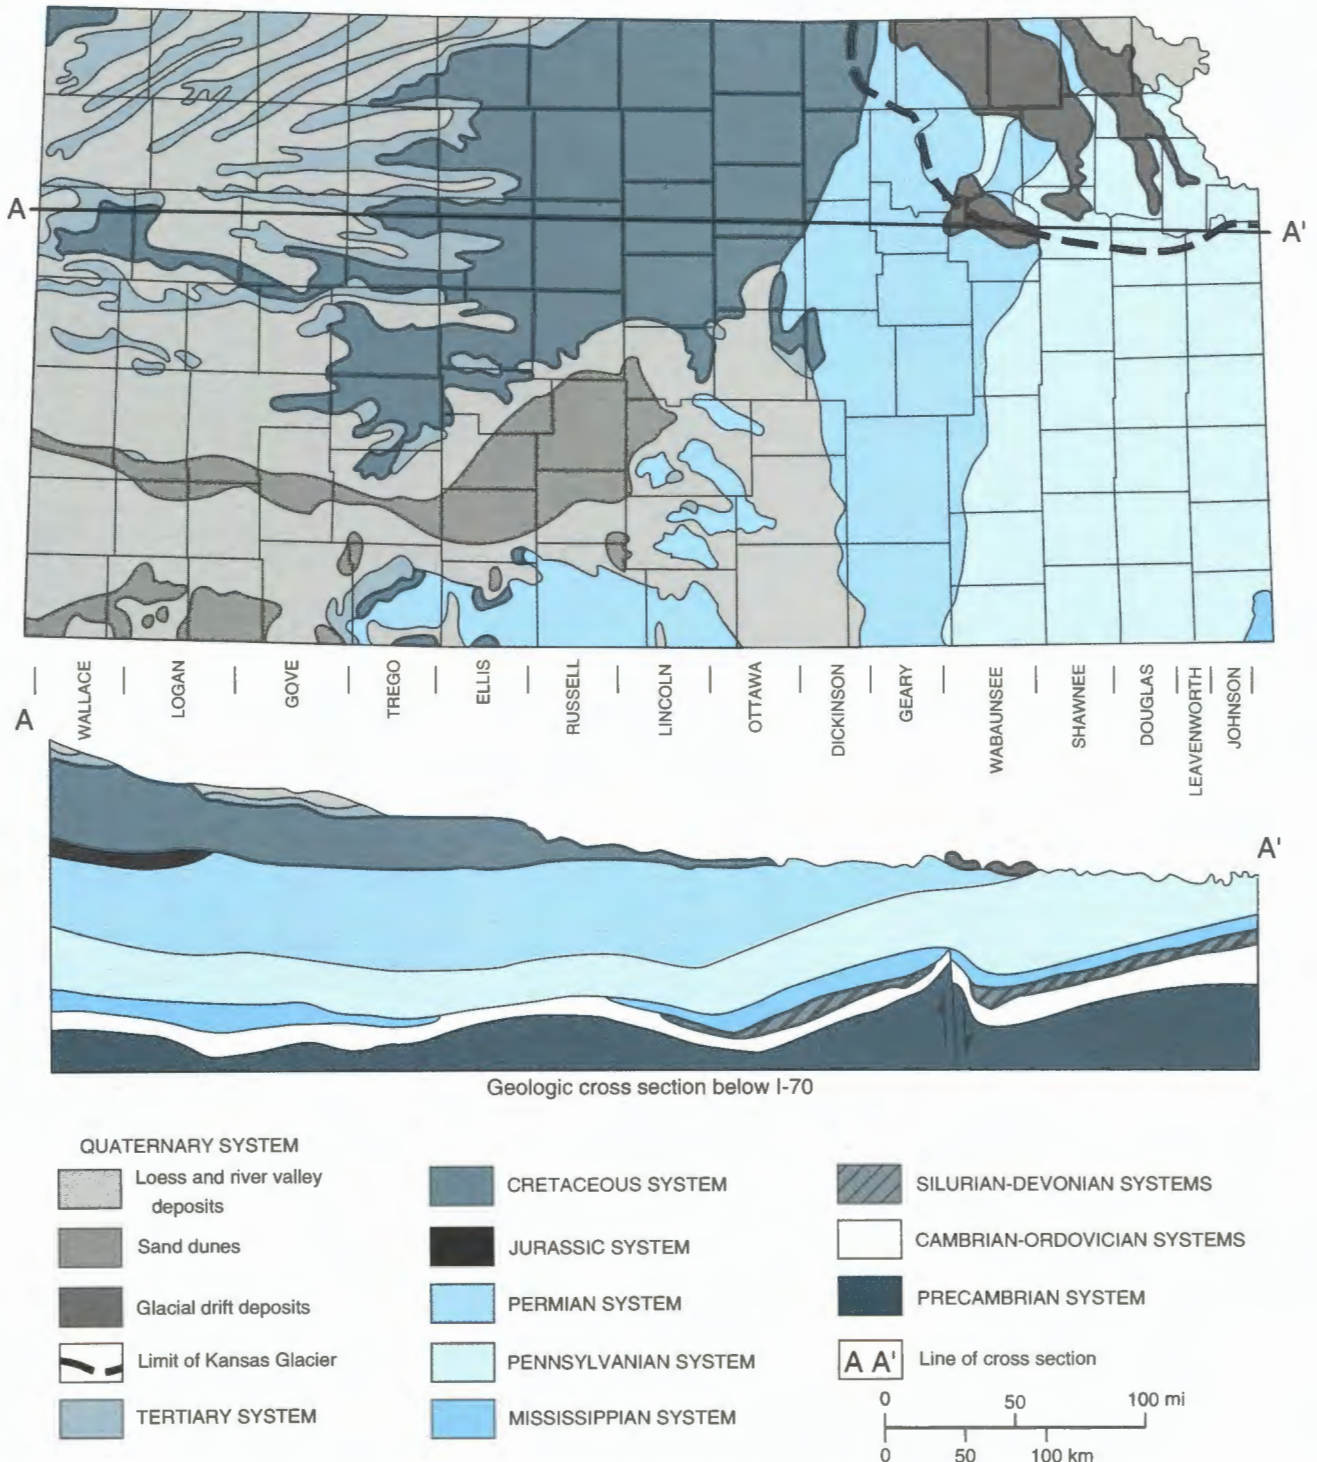 A
A'
WALLACE
LOGAN
GOVE
TREGO
ELLIS
RUSSELL
LINCOLN
OTTAWA
DICKINSON
GEARY
WABAUNSEE
SHAWNEE
DOUGLAS
LEAVENWORTH
JOHNSON
A
A'
Geologic cross section below I-70
QUATERNARY SYSTEM
Loess and river valley
deposits
Sand dunes
Glacial drift deposits
Limit of Kansas Glacier
TERTIARY SYSTEM
CRETACEOUS SYSTEM
JURASSIC SYSTEM
PERMIAN SYSTEM
PENNSYLVANIAN SYSTEM
MISSISSIPPIAN SYSTEM
SILURIAN-DEVONIAN SYSTEMS
CAMBRIAN-ORDOVICIAN SYSTEMS
PRECAMBRIAN SYSTEM
A A' Line of cross section
0 50 100 mi
0 50 100 km